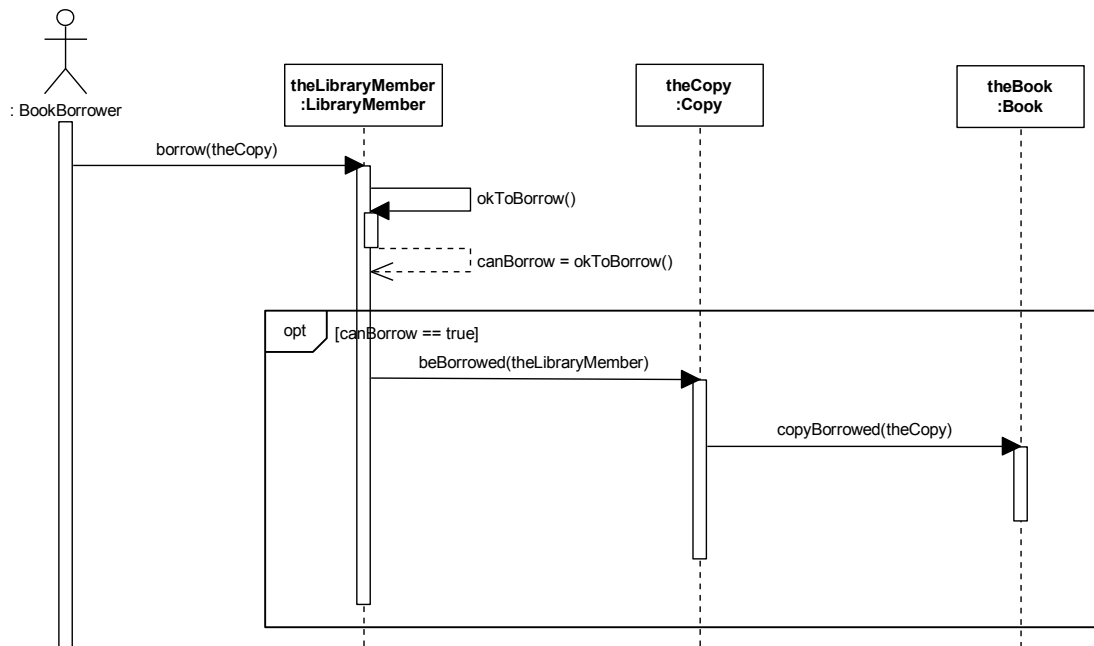 : BookBorrower
theLibraryMember
:LibraryMember
theCopy
:Copy
theBook
:Book
borrow(theCopy)
okToBorrow()
canBorrow = okToBorrow()
opt [canBorrow == true]
beBorrowed(theLibraryMember)
copyBorrowed(theCopy)